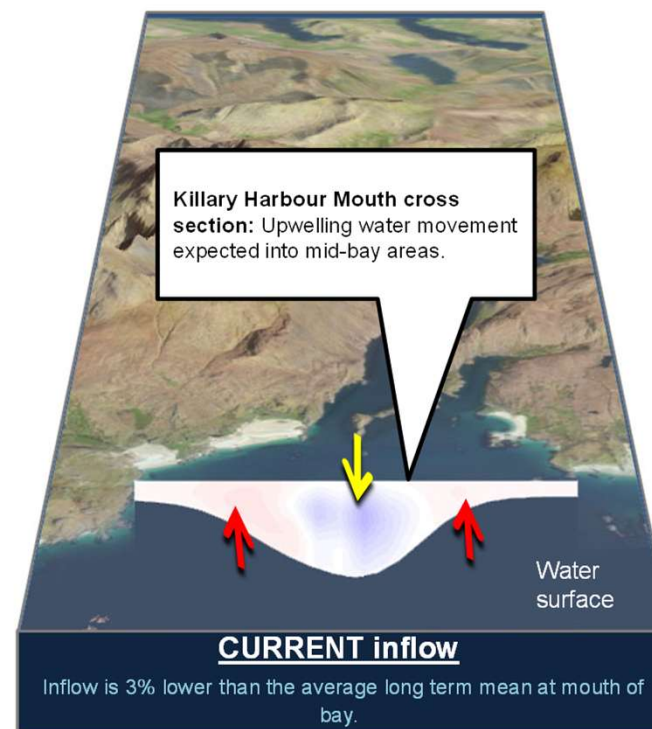 Killary Harbour Mouth cross
section: Upwelling water movement
expected into mid-bay areas.
Water
surface
CURRENT inflow
Inflow is 3% lower than the average long term mean at mouth of
bay.